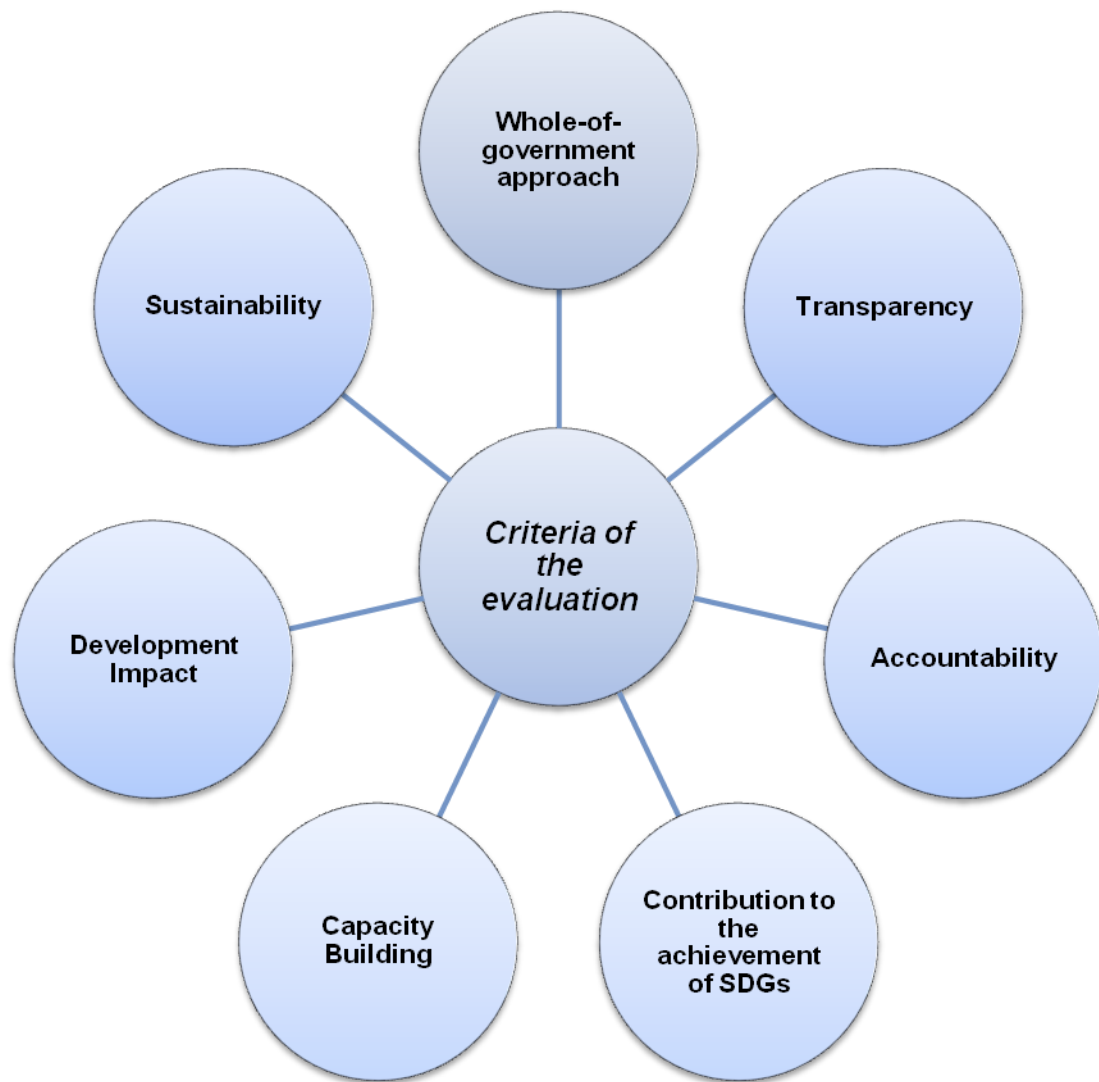 Whole-of-
government
approach
Transparency
Accountability
Contribution to
the
achievement
of SDGs
Capacity
Building
Development
Impact
Sustainability
Criteria of
the
evaluation